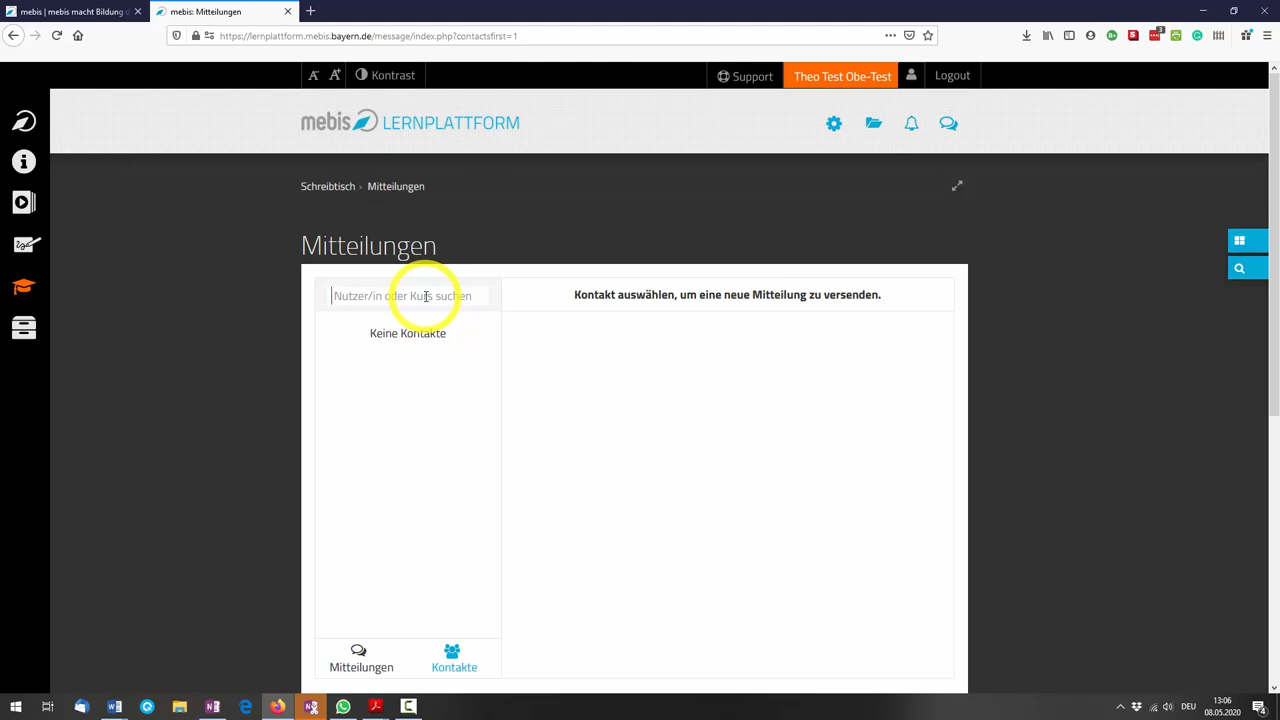 mebis | mebis macht Bildung d
mebis: Mitteilungen
https://lernplattform.mebis.bayern.de/message/index.php?contactsfirst=1
A- A+ Kontrast
Support
Theo Test Obe-Test
Logout
mebis LERNPLATTFORM
Schreibtisch › Mitteilungen
Mitteilungen
Nutzer/in oder Kurs suchen
Kontakt auswählen, um eine neue Mitteilung zu versenden.
Keine Kontakte
Mitteilungen
Kontakte
DEU
13:06
08.05.2020